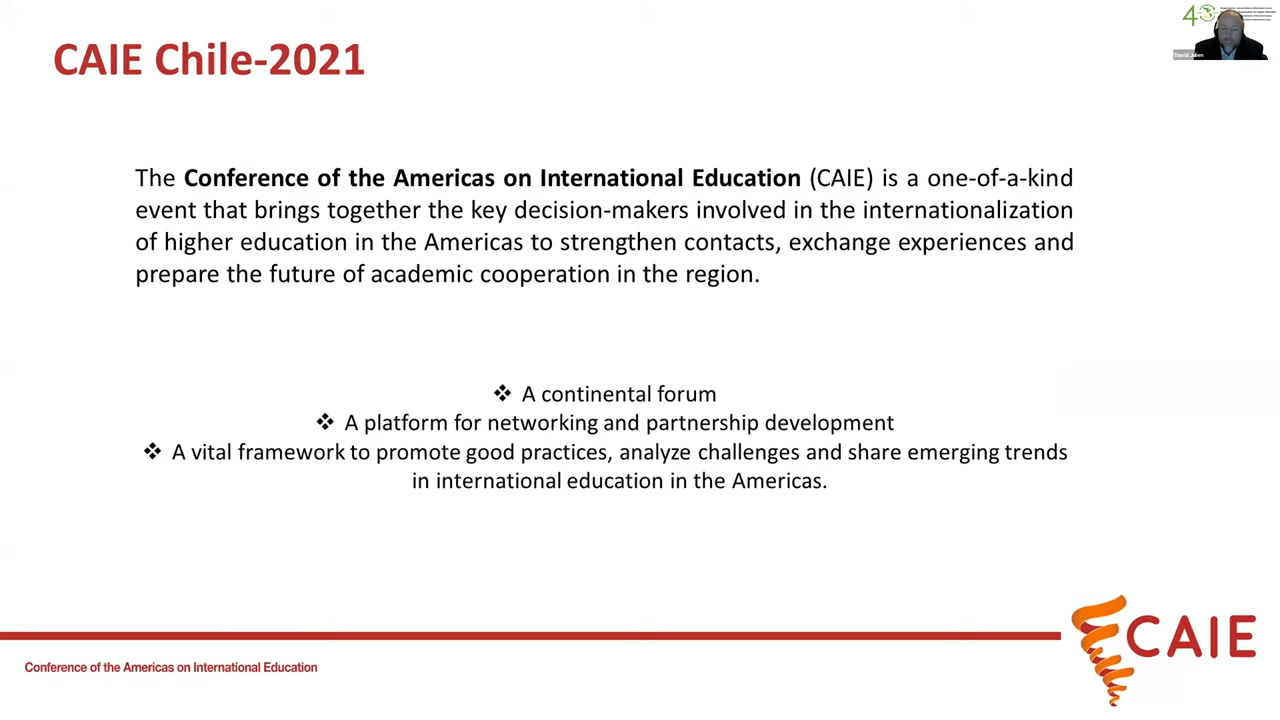 CAIE Chile-2021
40
David Julien
The Conference of the Americas on International Education (CAIE) is a one-of-a-kind
event that brings together the key decision-makers involved in the internationalization
of higher education in the Americas to strengthen contacts, exchange experiences and
prepare the future of academic cooperation in the region.
❖ A continental forum
❖ A platform for networking and partnership development
❖ A vital framework to promote good practices, analyze challenges and share emerging trends
in international education in the Americas.
CAIE
Conference of the Americas on International Education